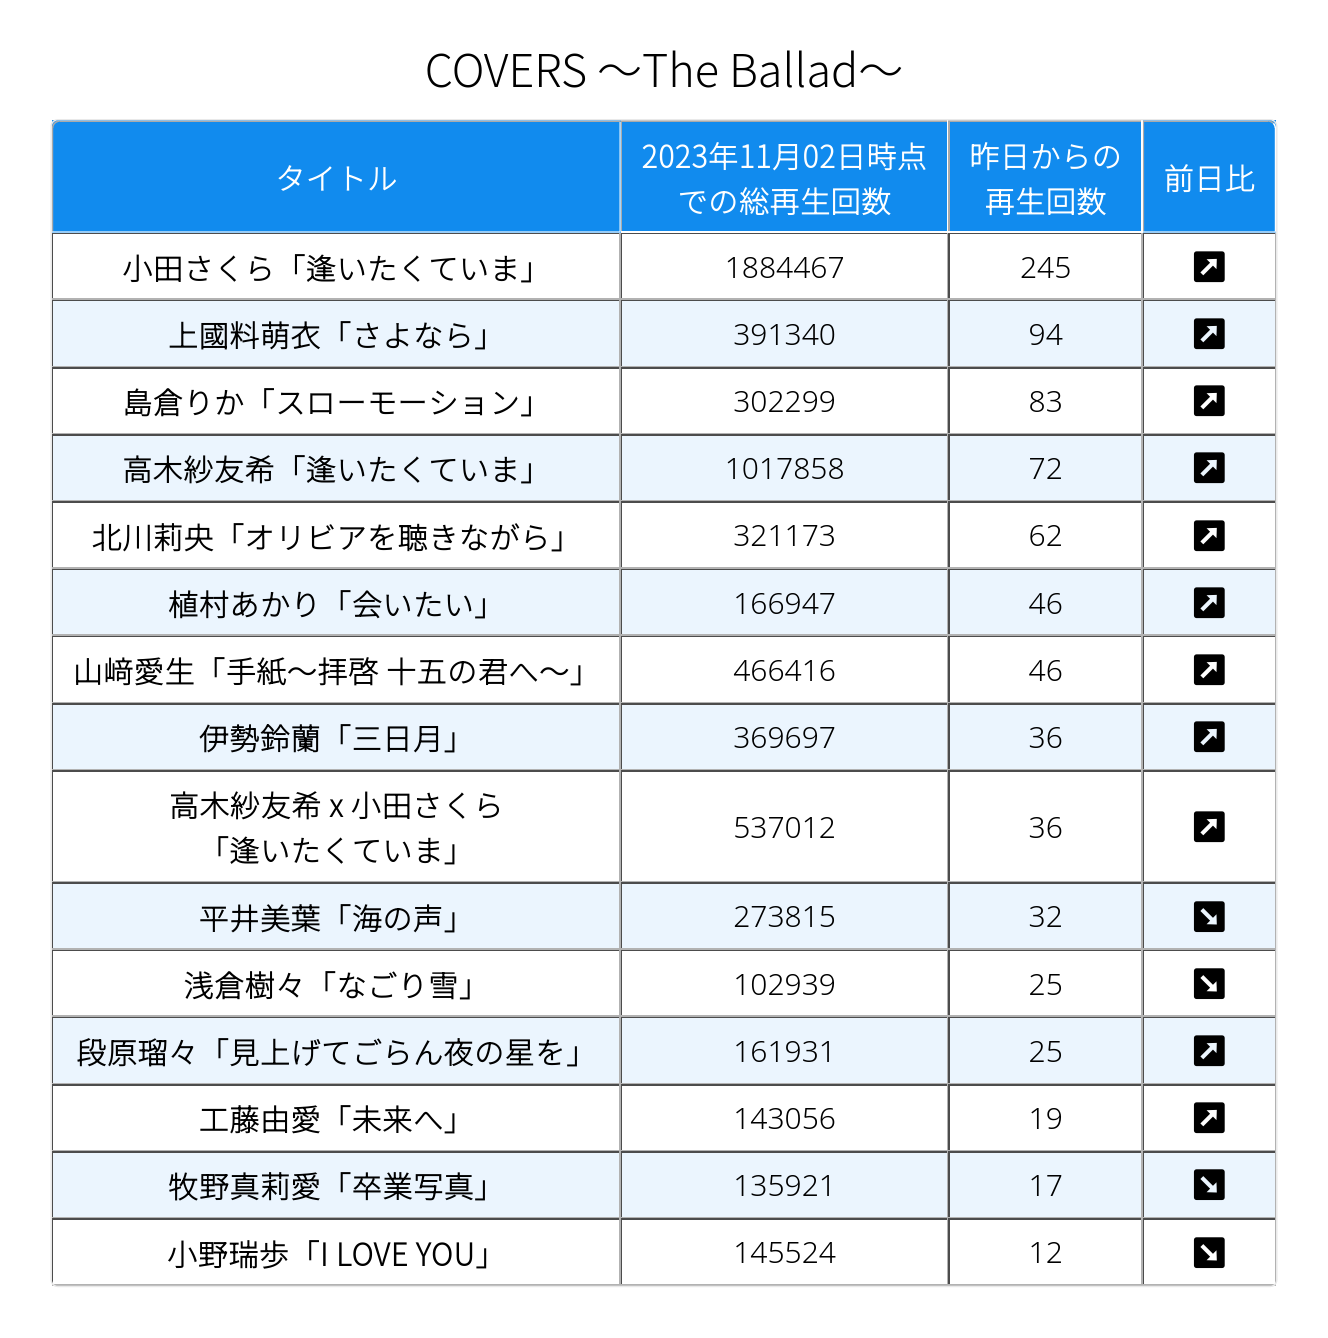 COVERS ～The Ballad～
タイトル
2023年11月02日時点
での総再生回数
昨日からの
再生回数
前日比
小田さくら「逢いたくていま」 1884467 245
上國料萌衣「さよなら」 391340 94
島倉りか「スローモーション」 302299 83
高木紗友希「逢いたくていま」 1017858 72
北川莉央「オリビアを聴きながら」 321173 62
植村あかり「会いたい」 166947 46
山﨑愛生「手紙～拝啓 十五の君へ～」 466416 46
伊勢鈴蘭「三日月」 369697 36
高木紗友希 x 小田さくら
「逢いたくていま」 537012 36
平井美葉「海の声」 273815 32
浅倉樹々「なごり雪」 102939 25
段原瑠々「見上げてごらん夜の星を」 161931 25
工藤由愛「未来へ」 143056 19
牧野真莉愛「卒業写真」 135921 17
小野瑞歩「I LOVE YOU」 145524 12